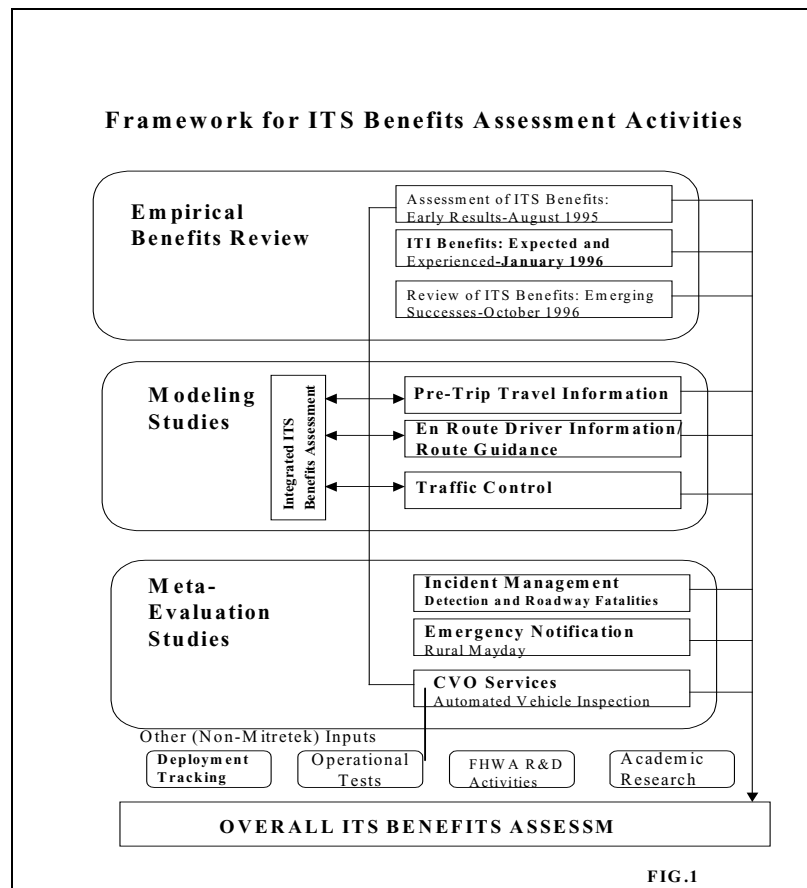 Framework for ITS Benefits Assessment Activities
Empirical
Benefits Review
Assessment of ITS Benefits:
Early Results-August 1995
ITI Benefits: Expected and
Experienced-January 1996
Review of ITS Benefits: Emerging
Successes-October 1996
Modeling
Studies
Integrated ITS
Benefits Assessment
Pre-Trip Travel Information
En Route Driver Information/
Route Guidance
Traffic Control
Meta-
Evaluation
Studies
Incident Management
Detection and Roadway Fatalities
Emergency Notification
Rural Mayday
CVO Services
Automated Vehicle Inspection
Other (Non-Mitretek) Inputs
Deployment
Tracking
Operational
Tests
FHWA R&D
Activities
Academic
Research
OVERALL ITS BENEFITS ASSESSM
FIG.1